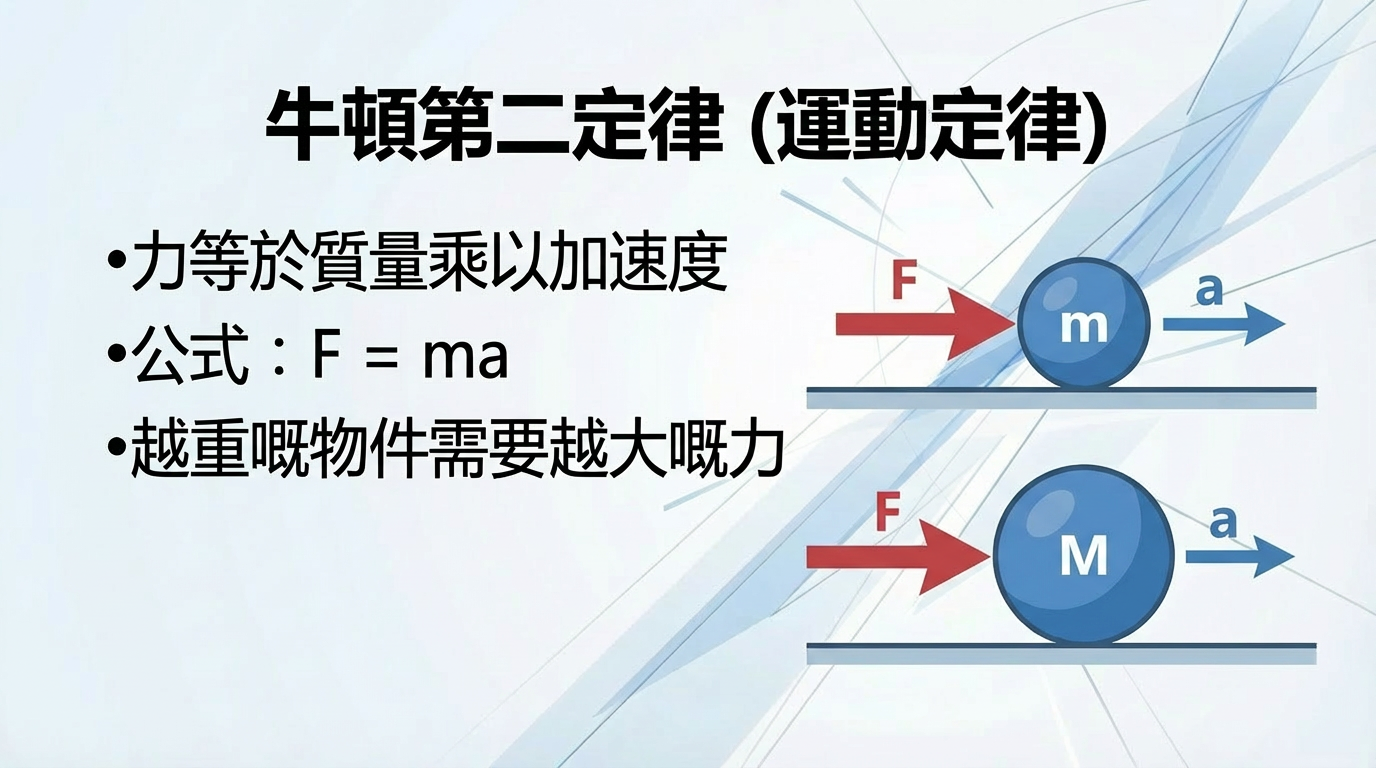 牛頓第二定律 (運動定律)
•力等於質量乘以加速度
•公式：F = ma
•越重嘅物件需要越大嘅力
F
m
a
F
M
a